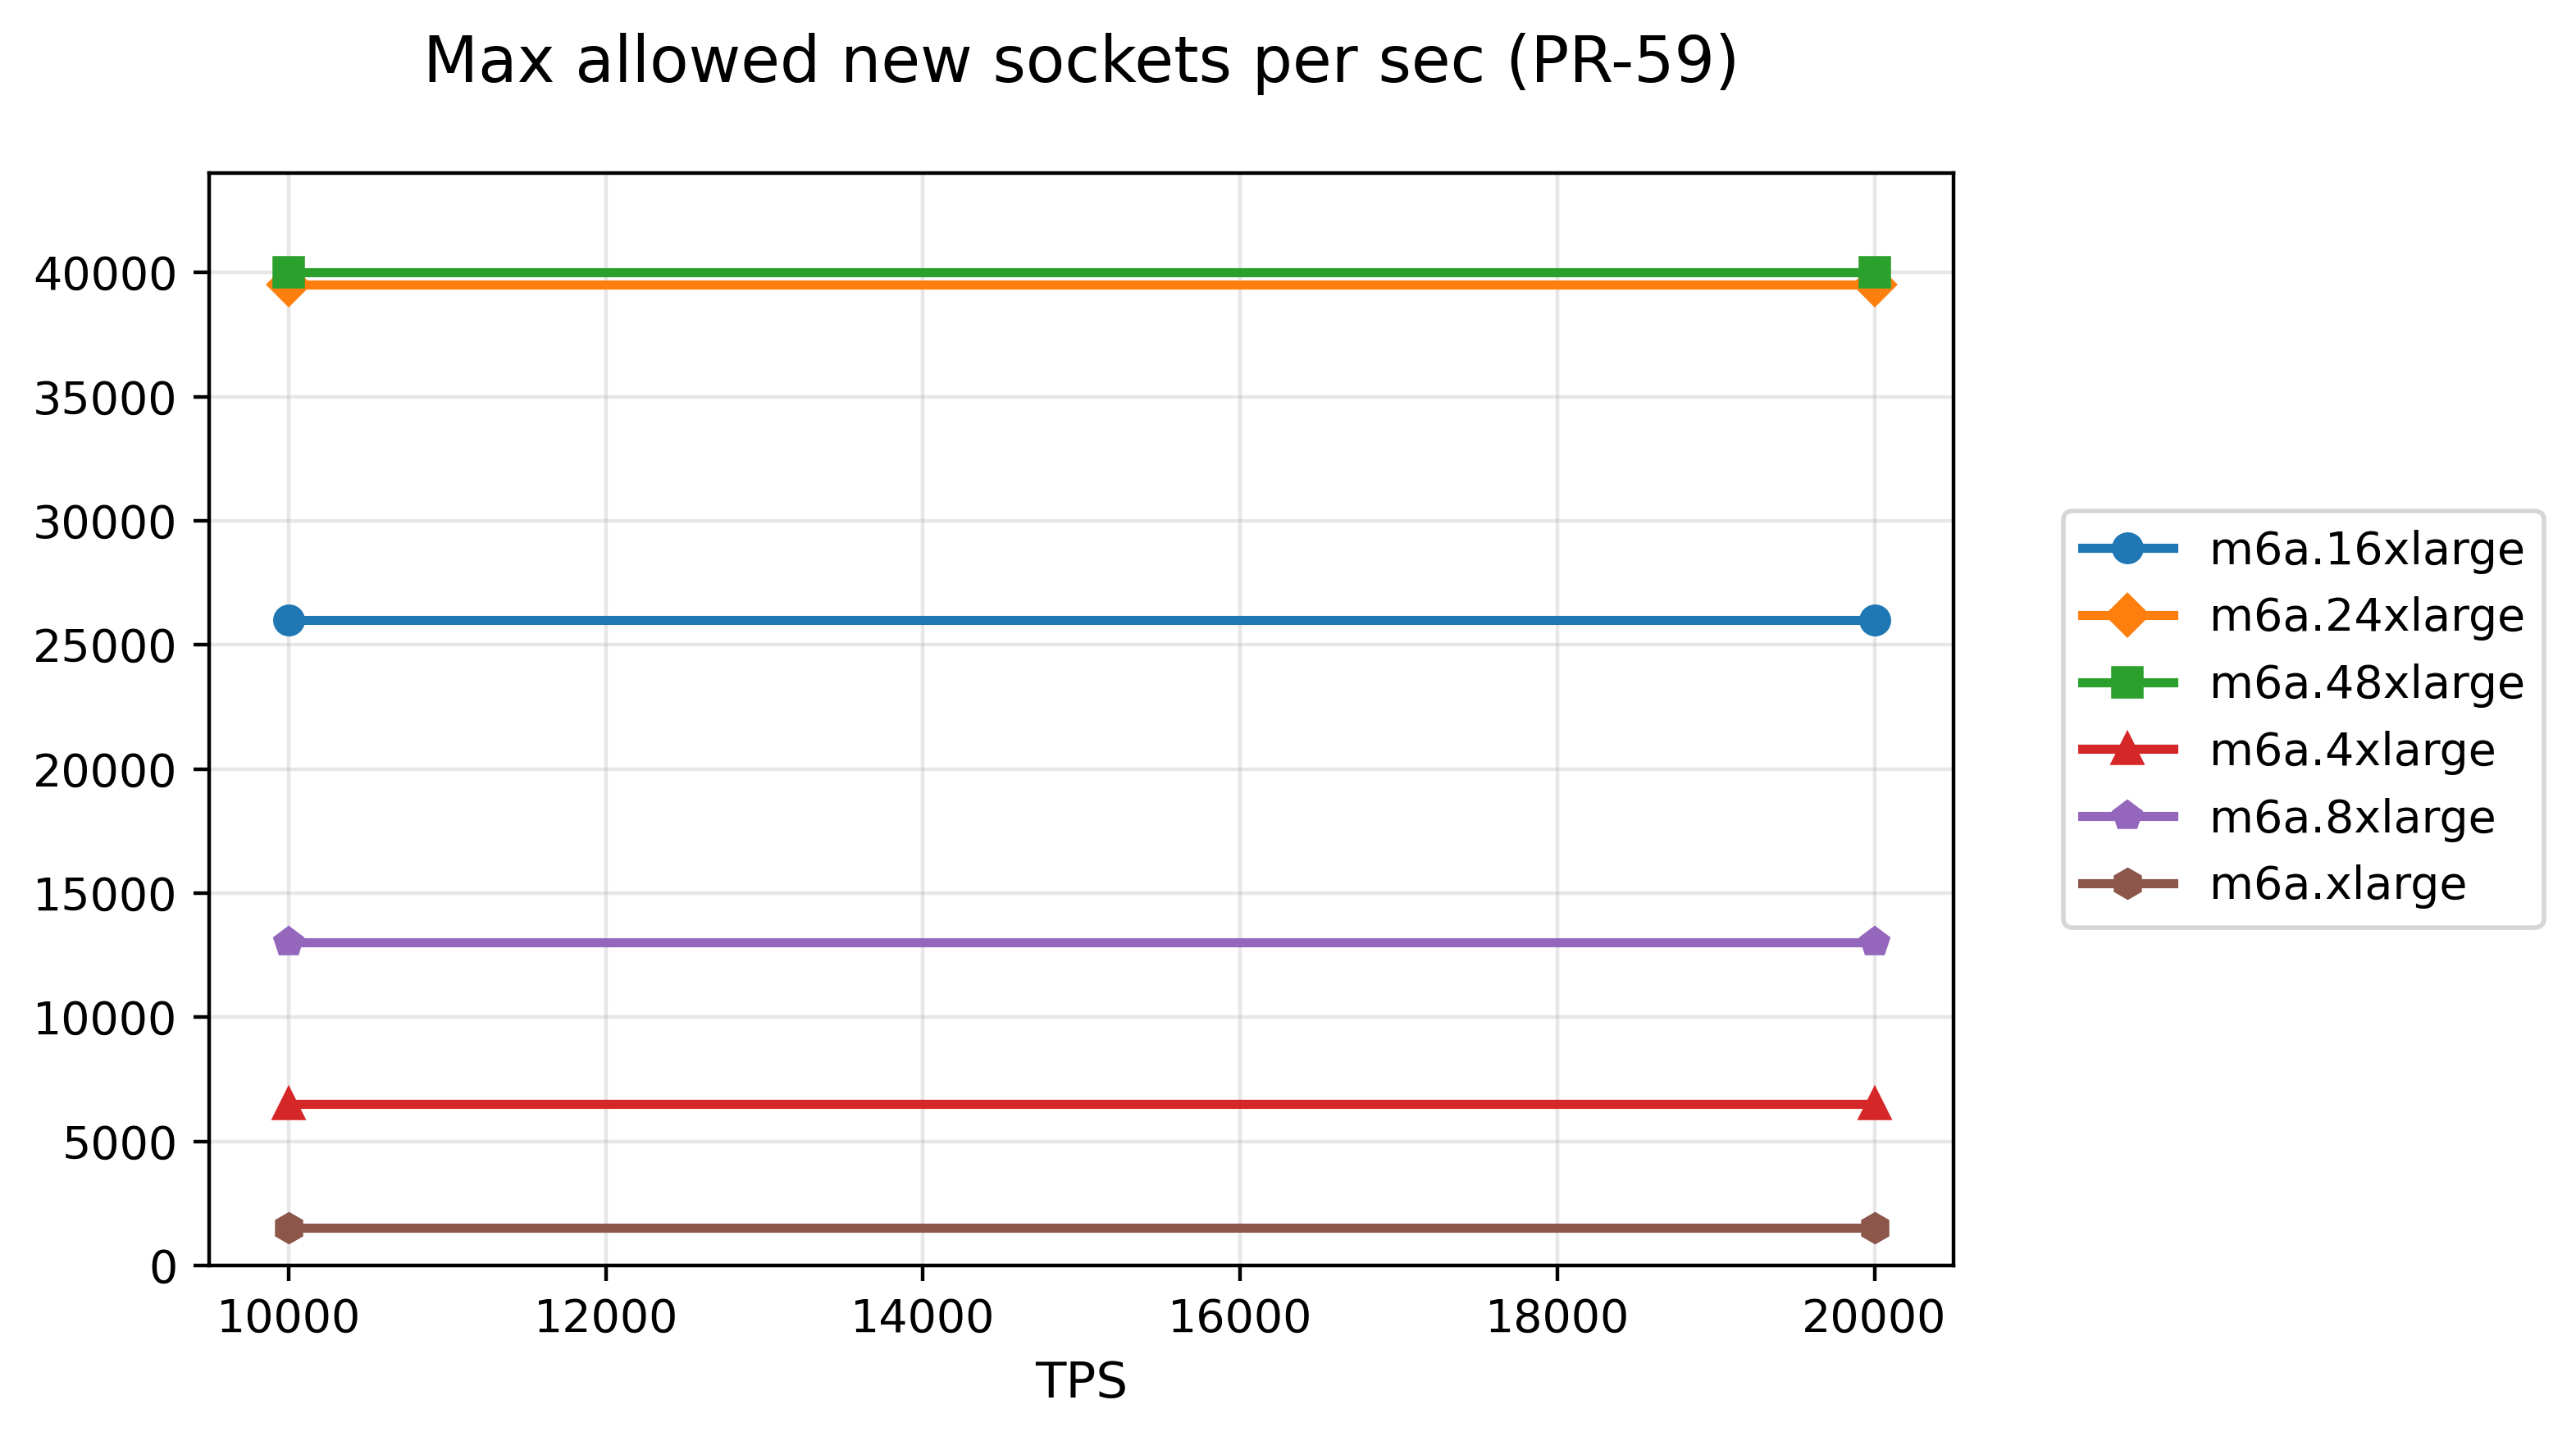 Max allowed new sockets per sec (PR-59)
40000
35000
30000
25000
20000
15000
10000
5000
0
10000 12000 14000 16000 18000 20000
TPS
m6a.16xlarge
m6a.24xlarge
m6a.48xlarge
m6a.4xlarge
m6a.8xlarge
m6a.xlarge